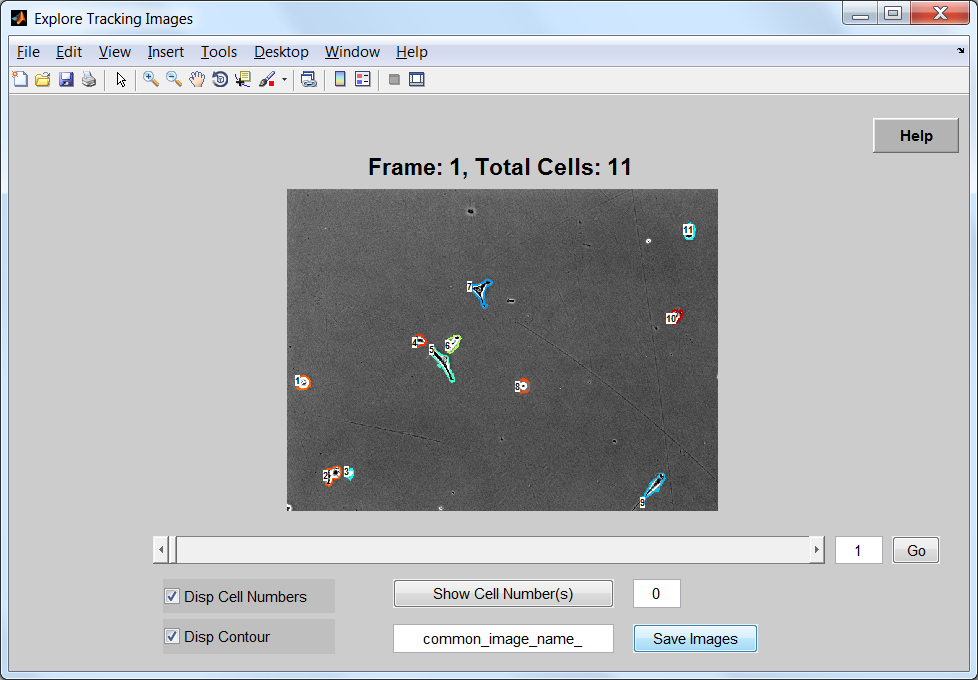 Explore Tracking Images
File Edit View Insert Tools Desktop Window Help
Help
Frame: 1, Total Cells: 11
11
7
10
4
5
6
1
8
2
3
9
1
Go
Disp Cell Numbers
Show Cell Number(s)
0
Disp Contour
common_image_name_
Save Images